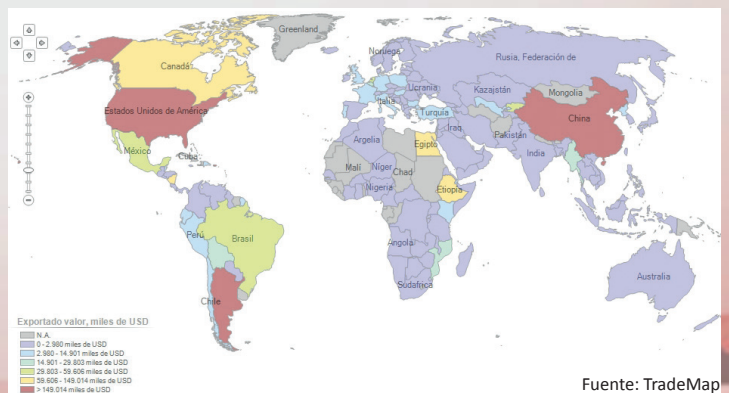 Greenland
Noruega
Rusia, Federación de
Canadá
Ucrania
Kazajstán
Mongolia
Italia
Turquía
Estados Unidos de América
China
Iran
Pakistán
Argelia
Egipto
México
Cuba
India
Malí
Níger
Chad
Nigeria
Etiopía
Perú
Brasil
Angola
Australia
Sudáfrica
Chile
Exportado valor, miles de USD
N.A.
0 - 2.980 miles de USD
2.980 - 14.901 miles de USD
14.901 - 29.803 miles de USD
29.803 - 59.606 miles de USD
59.606 - 149.014 miles de USD
> 149.014 miles de USD
Fuente: TradeMap